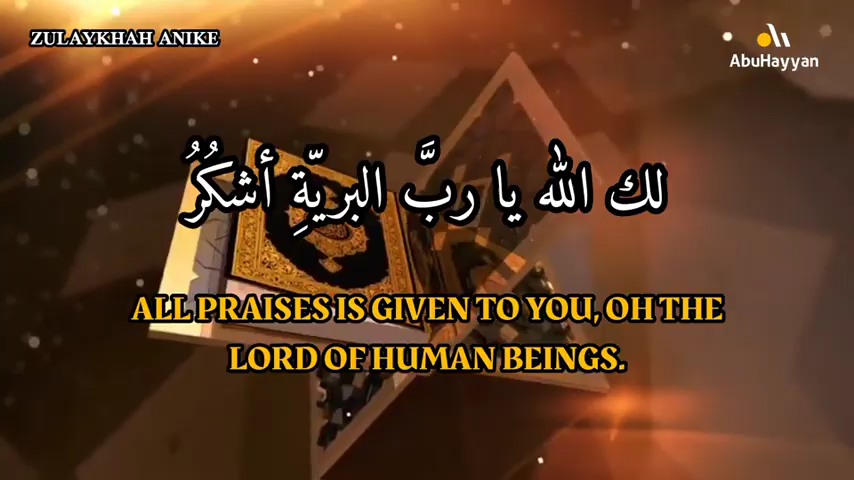 ZULAYKHAH ANIKE
AbuHayyan
لك الله يا ربَّ البريّةِ أشكُرُ
ALL PRAISES IS GIVEN TO YOU, OH THE
LORD OF HUMAN BEINGS.